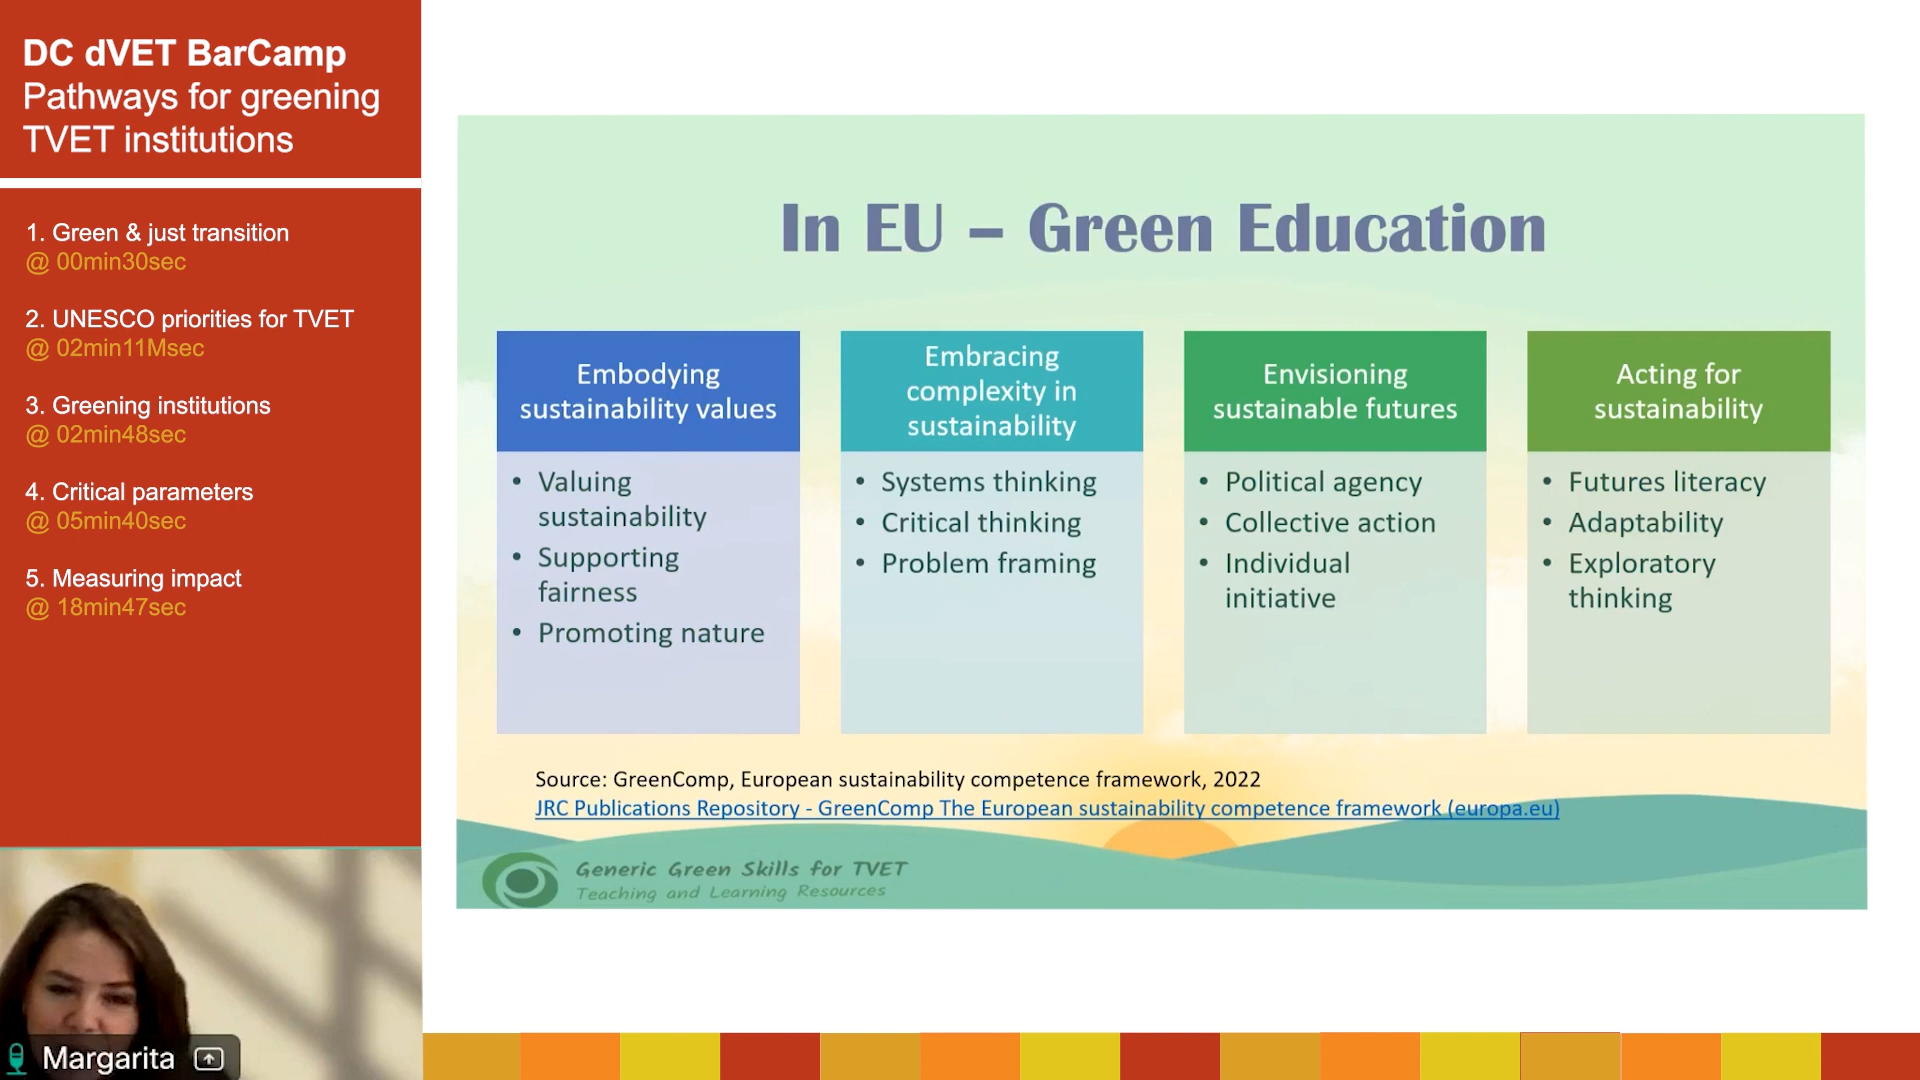 DC dVET BarCamp
Pathways for greening
TVET institutions
1. Green & just transition
@ 00min30sec
2. UNESCO priorities for TVET
@ 02min11Msec
3. Greening institutions
@ 02min48sec
4. Critical parameters
@ 05min40sec
5. Measuring impact
@ 18min47sec
Margarita
In EU – Green Education
Embodying
sustainability values
• Valuing
sustainability
• Supporting
fairness
• Promoting nature
Embracing
complexity in
sustainability
• Systems thinking
• Critical thinking
• Problem framing
Envisioning
sustainable futures
• Political agency
• Collective action
• Individual
initiative
Acting for
sustainability
• Futures literacy
• Adaptability
• Exploratory
thinking
Source: GreenComp, European sustainability competence framework, 2022
JRC Publications Repository - GreenComp The European sustainability competence framework (europa.eu)
Generic Green Skills for TVET
Teaching and Learning Resources